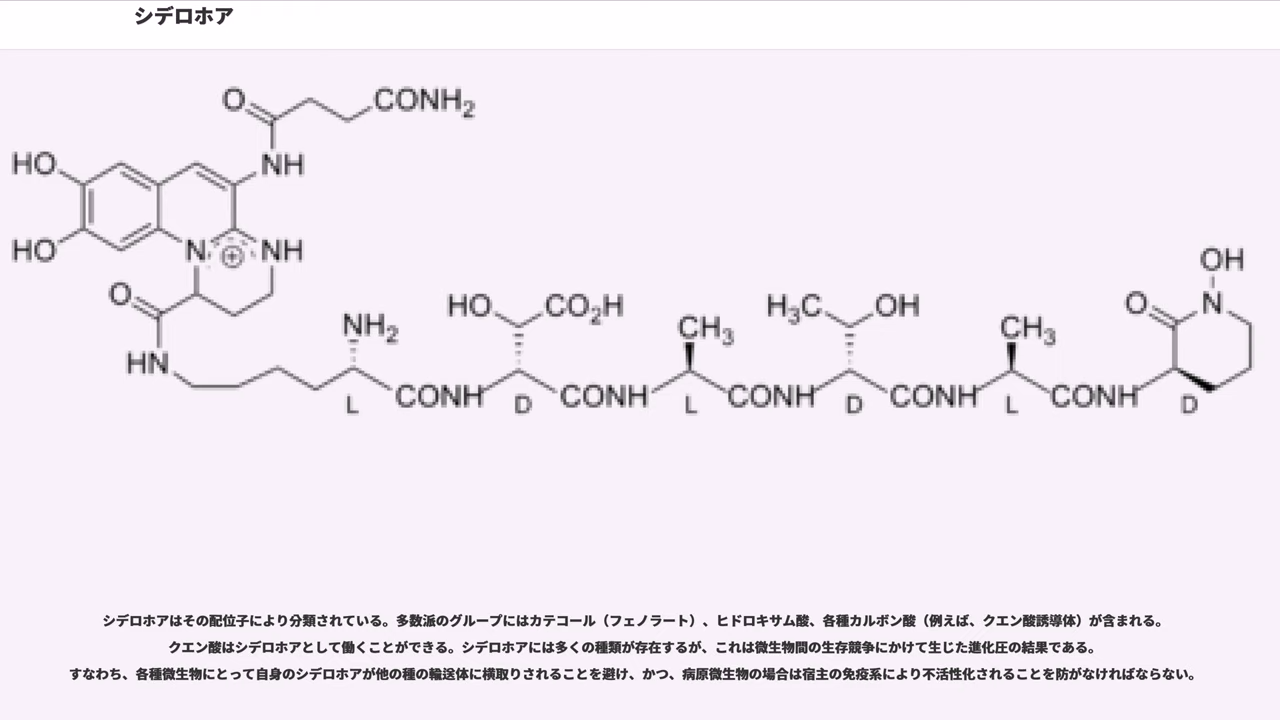 シデロホア
O
CONH2
NH
HO
HO
N
NH
O
HN
NH2
L
CONH
HO
CO2H
D
CONH
CH3
L
CONH
H3C
OH
D
CONH
CH3
L
CONH
O
OH
N
D
シデロホアはその配位子により分類されている。多数派のグループにはカテコール（フェノラート）、ヒドロキサム酸、各種カルボン酸（例えば、クエン酸誘導体）が含まれる。
クエン酸はシデロホアとして働くことができる。シデロホアには多くの種類が存在するが、これは微生物間の生存競争にかけて生じた進化圧の結果である。
すなわち、各種微生物にとって自身のシデロホアが他の種の輸送体に横取りされることを避け、かつ、病原微生物の場合は宿主の免疫系により不活性化されることを防がなければならない。